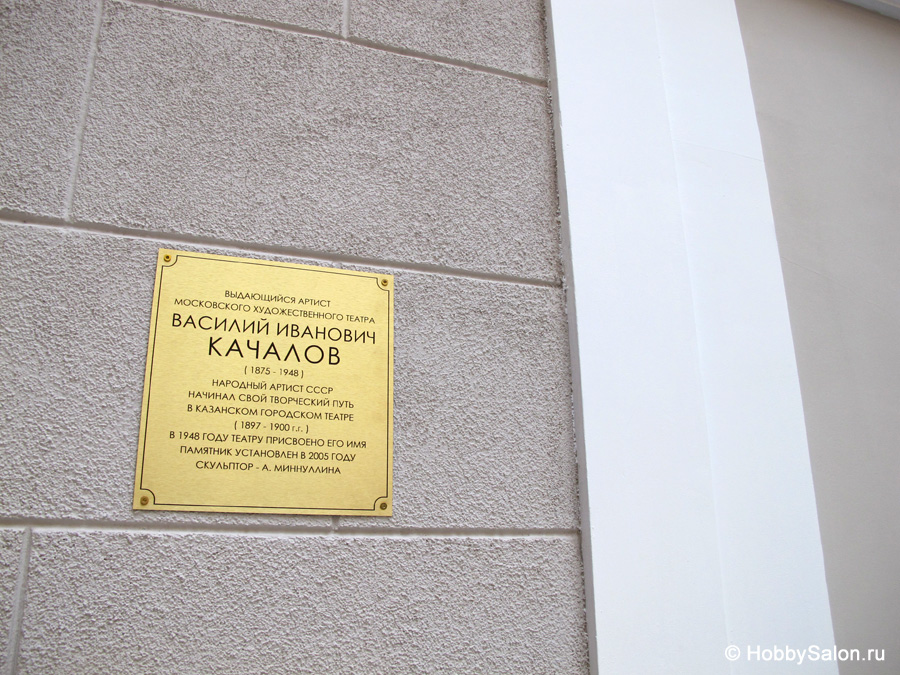 ВЫДАЮЩИЙСЯ АРТИСТ
МОСКОВСКОГО ХУДОЖЕСТВЕННОГО ТЕАТРА
ВАСИЛИЙ ИВАНОВИЧ
КАЧАЛОВ
( 1875 - 1948 )
НАРОДНЫЙ АРТИСТ СССР
НАЧИНАЛ СВОЙ ТВОРЧЕСКИЙ ПУТЬ
В КАЗАНСКОМ ГОРОДСКОМ ТЕАТРЕ
( 1897 - 1900 г.г. )
В 1948 ГОДУ ТЕАТРУ ПРИСВОЕНО ЕГО ИМЯ
ПАМЯТНИК УСТАНОВЛЕН В 2005 ГОДУ
СКУЛЬПТОР - А. МИННУЛЛИНА
© HobbySalon.ru